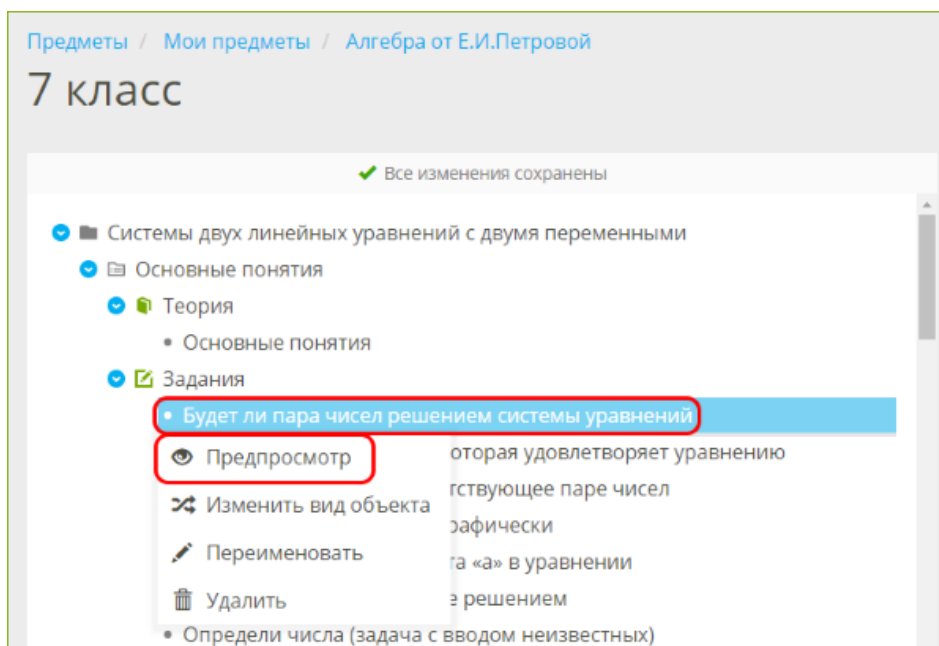 Предметы / Мои предметы / Алгебра от Е.И.Петровой
7 класс
Все изменения сохранены
Системы двух линейных уравнений с двумя переменными
Основные понятия
Теория
Основные понятия
Задания
Будет ли пара чисел решением системы уравнений
Предпросмотр оторая удовлетворяет уравнению
тствующее паре чисел
Изменить вид объекта
рафически
Переименовать
та «а» в уравнении
Удалить е решением
Определи числа (задача с вводом неизвестных)